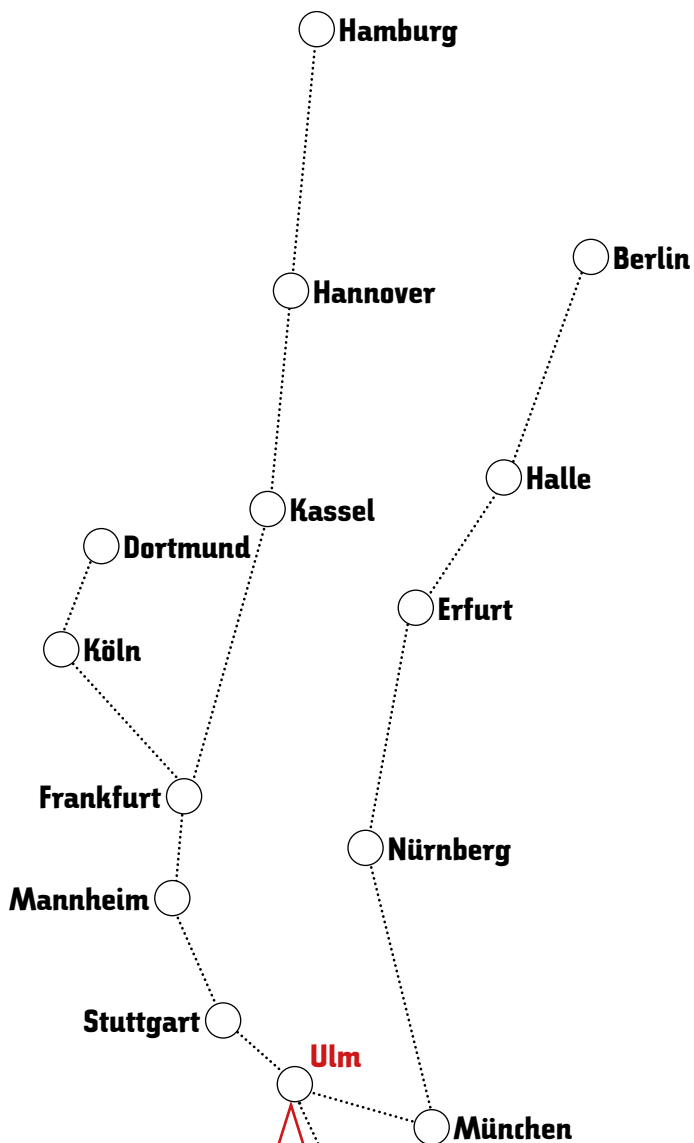 Hamburg
Berlin
Hannover
Halle
Kassel
Dortmund
Erfurt
Köln
Frankfurt
Nürnberg
Mannheim
Stuttgart
Ulm
München